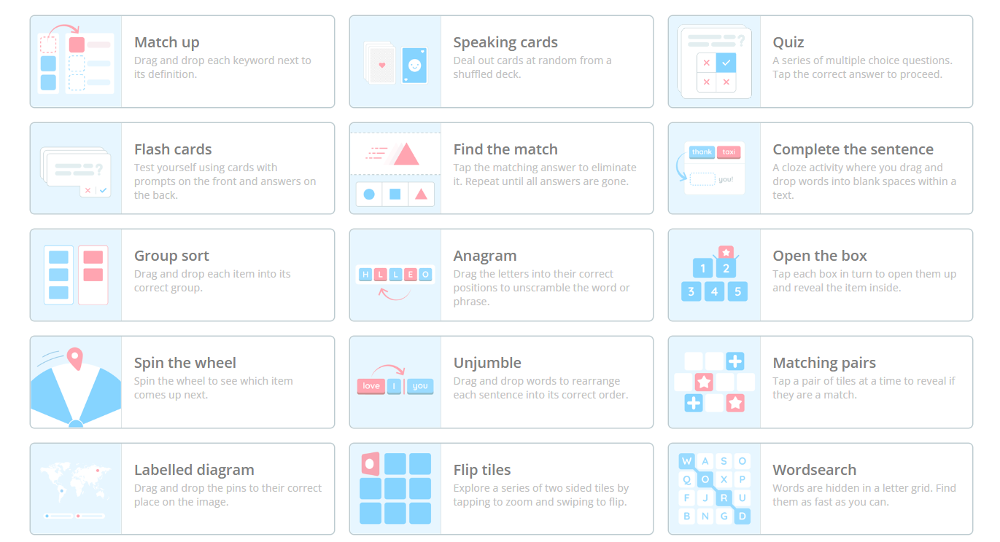 Match up
Drag and drop each keyword next to
its definition.
Speaking cards
Deal out cards at random from a
shuffled deck.
?
Quiz
A series of multiple choice questions.
Tap the correct answer to proceed.
?
Flash cards
Test yourself using cards with
prompts on the front and answers on
the back.
Find the match
Tap the matching answer to eliminate
it. Repeat until all answers are gone.
thank taxi
you!
Complete the sentence
A cloze activity where you drag and
drop words into blank spaces within a
text.
Group sort
Drag and drop each item into its
correct group.
H L L E O
Anagram
Drag the letters into their correct
positions to unscramble the word or
phrase.
1 2
3 4 5
Open the box
Tap each box in turn to open them up
and reveal the item inside.
Spin the wheel
Spin the wheel to see which item
comes up next.
love I you
Unjumble
Drag and drop words to rearrange
each sentence into its correct order.
Matching pairs
Tap a pair of tiles at a time to reveal if
they are a match.
Labelled diagram
Drag and drop the pins to their correct
place on the image.
Flip tiles
Explore a series of two sided tiles by
tapping to zoom and swiping to flip.
W A S O
Q O X P
F J R U
B N G D
Wordsearch
Words are hidden in a letter grid. Find
them as fast as you can.